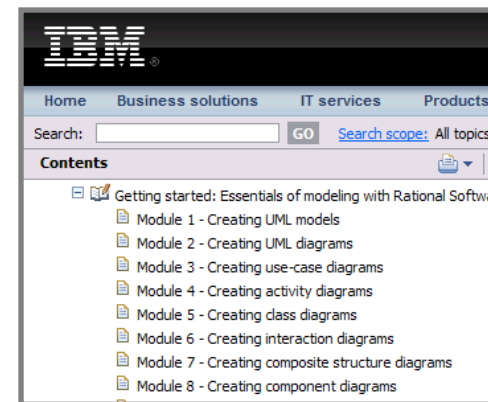 IBM®
Home Business solutions IT services Products
Search: GO Search scope: All topics
Contents
Getting started: Essentials of modeling with Rational Softwa
Module 1 - Creating UML models
Module 2 - Creating UML diagrams
Module 3 - Creating use-case diagrams
Module 4 - Creating activity diagrams
Module 5 - Creating class diagrams
Module 6 - Creating interaction diagrams
Module 7 - Creating composite structure diagrams
Module 8 - Creating component diagrams